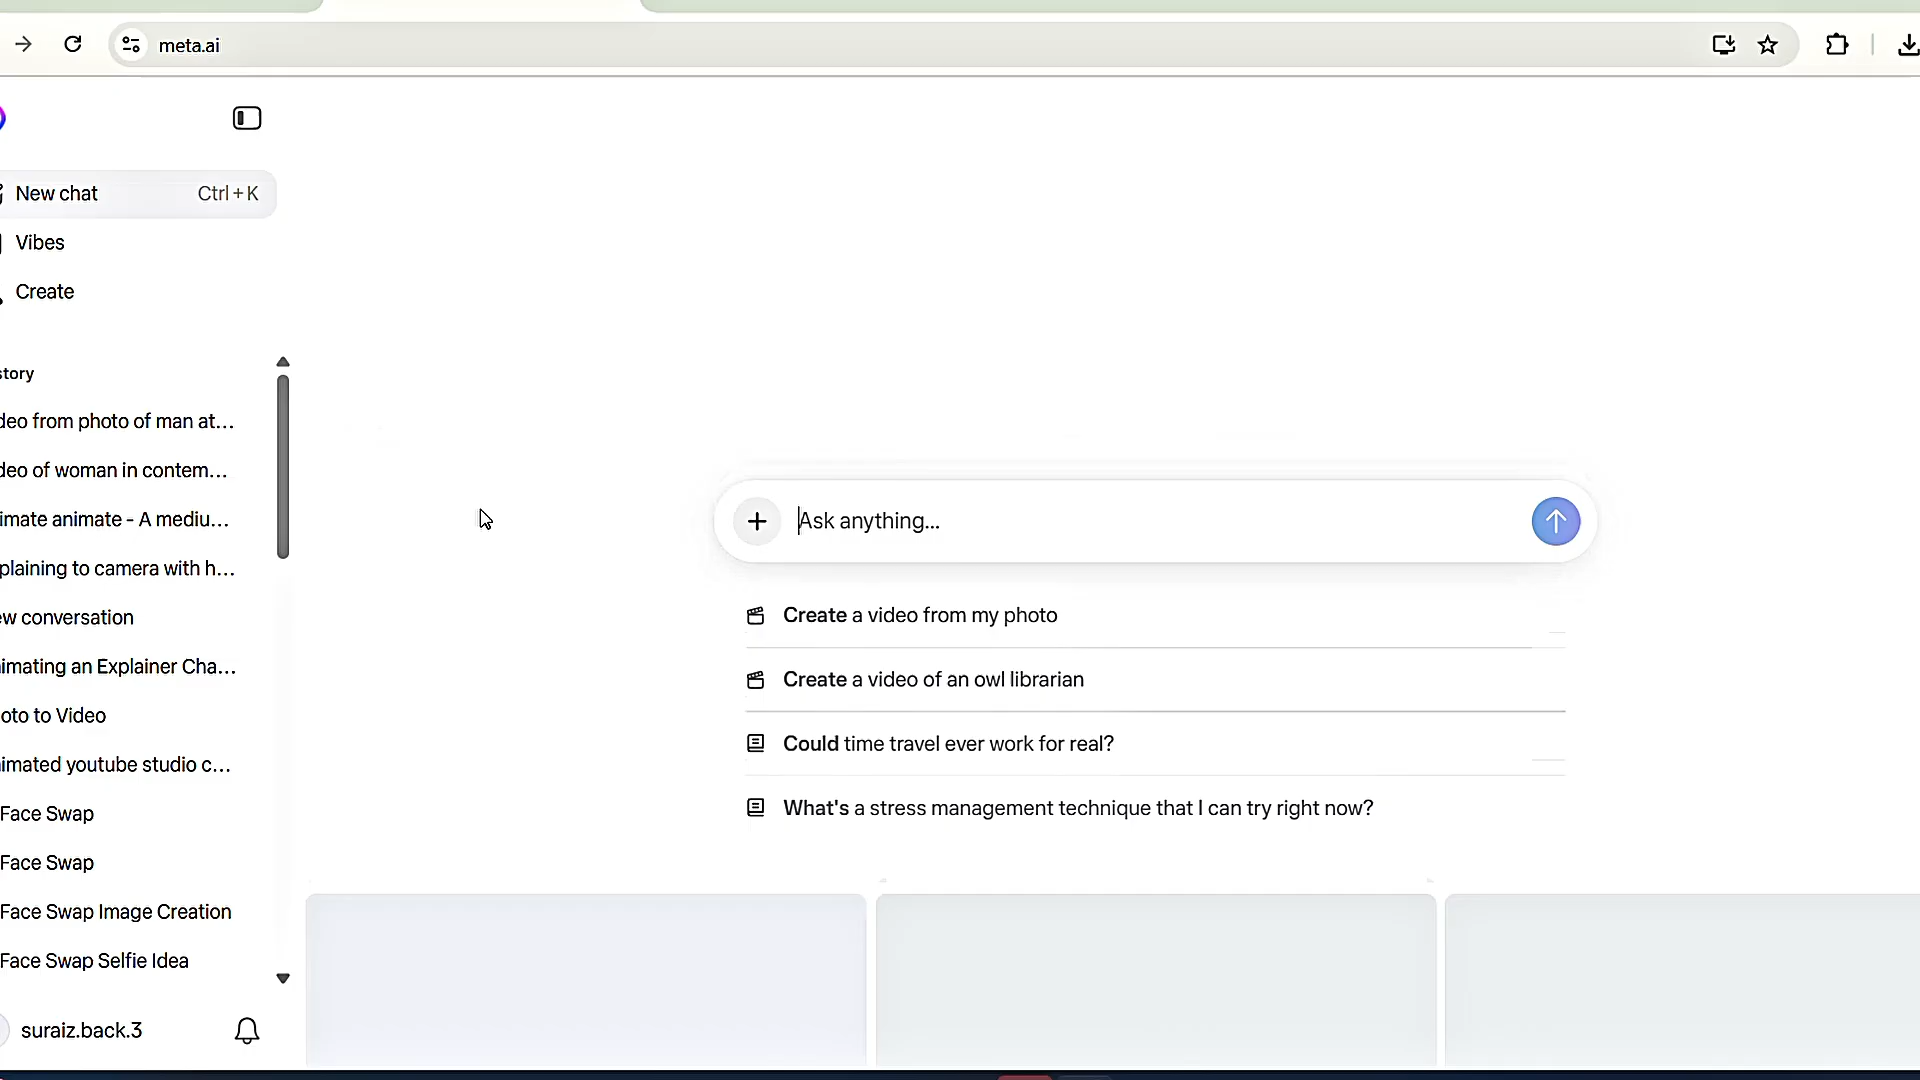 meta.ai
New chat Ctrl+K
Vibes
Create
story
deo from photo of man at...
deo of woman in contem...
imate animate - A mediu...
plaining to camera with h...
ew conversation
imating an Explainer Cha...
oto to Video
imated youtube studio c...
Face Swap
Face Swap
Face Swap Image Creation
Face Swap Selfie Idea
suraiz.back.3
Ask anything...
Create a video from my photo
Create a video of an owl librarian
Could time travel ever work for real?
What's a stress management technique that I can try right now?